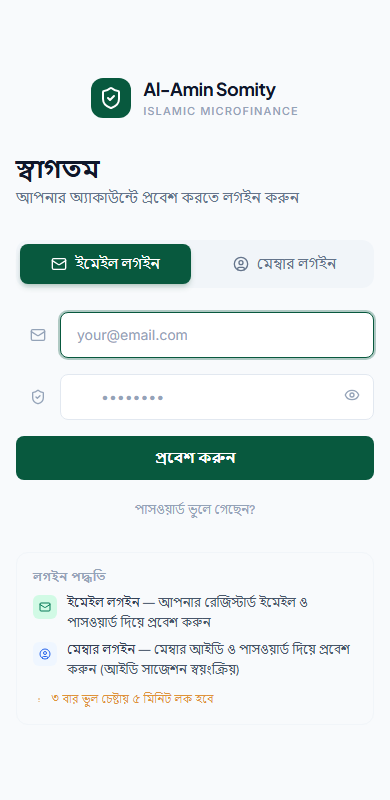 Al-Amin Somity
ISLAMIC MICROFINANCE
স্বাগতম
আপনার অ্যাকাউন্টে প্রবেশ করতে লগইন করুন
ইমেইল লগইন
মেম্বার লগইন
your@email.com
••••••••
প্রবেশ করুন
পাসওয়ার্ড ভুলে গেছেন?
লগইন পদ্ধতি
ইমেইল লগইন — আপনার রেজিস্টার্ড ইমেইল ও
পাসওয়ার্ড দিয়ে প্রবেশ করুন
মেম্বার লগইন — মেম্বার আইডি ও পাসওয়ার্ড দিয়ে প্রবেশ
করুন (আইডি সাজেশন স্বয়ংক্রিয়)
৩ বার ভুল চেষ্টায় ৫ মিনিট লক হবে